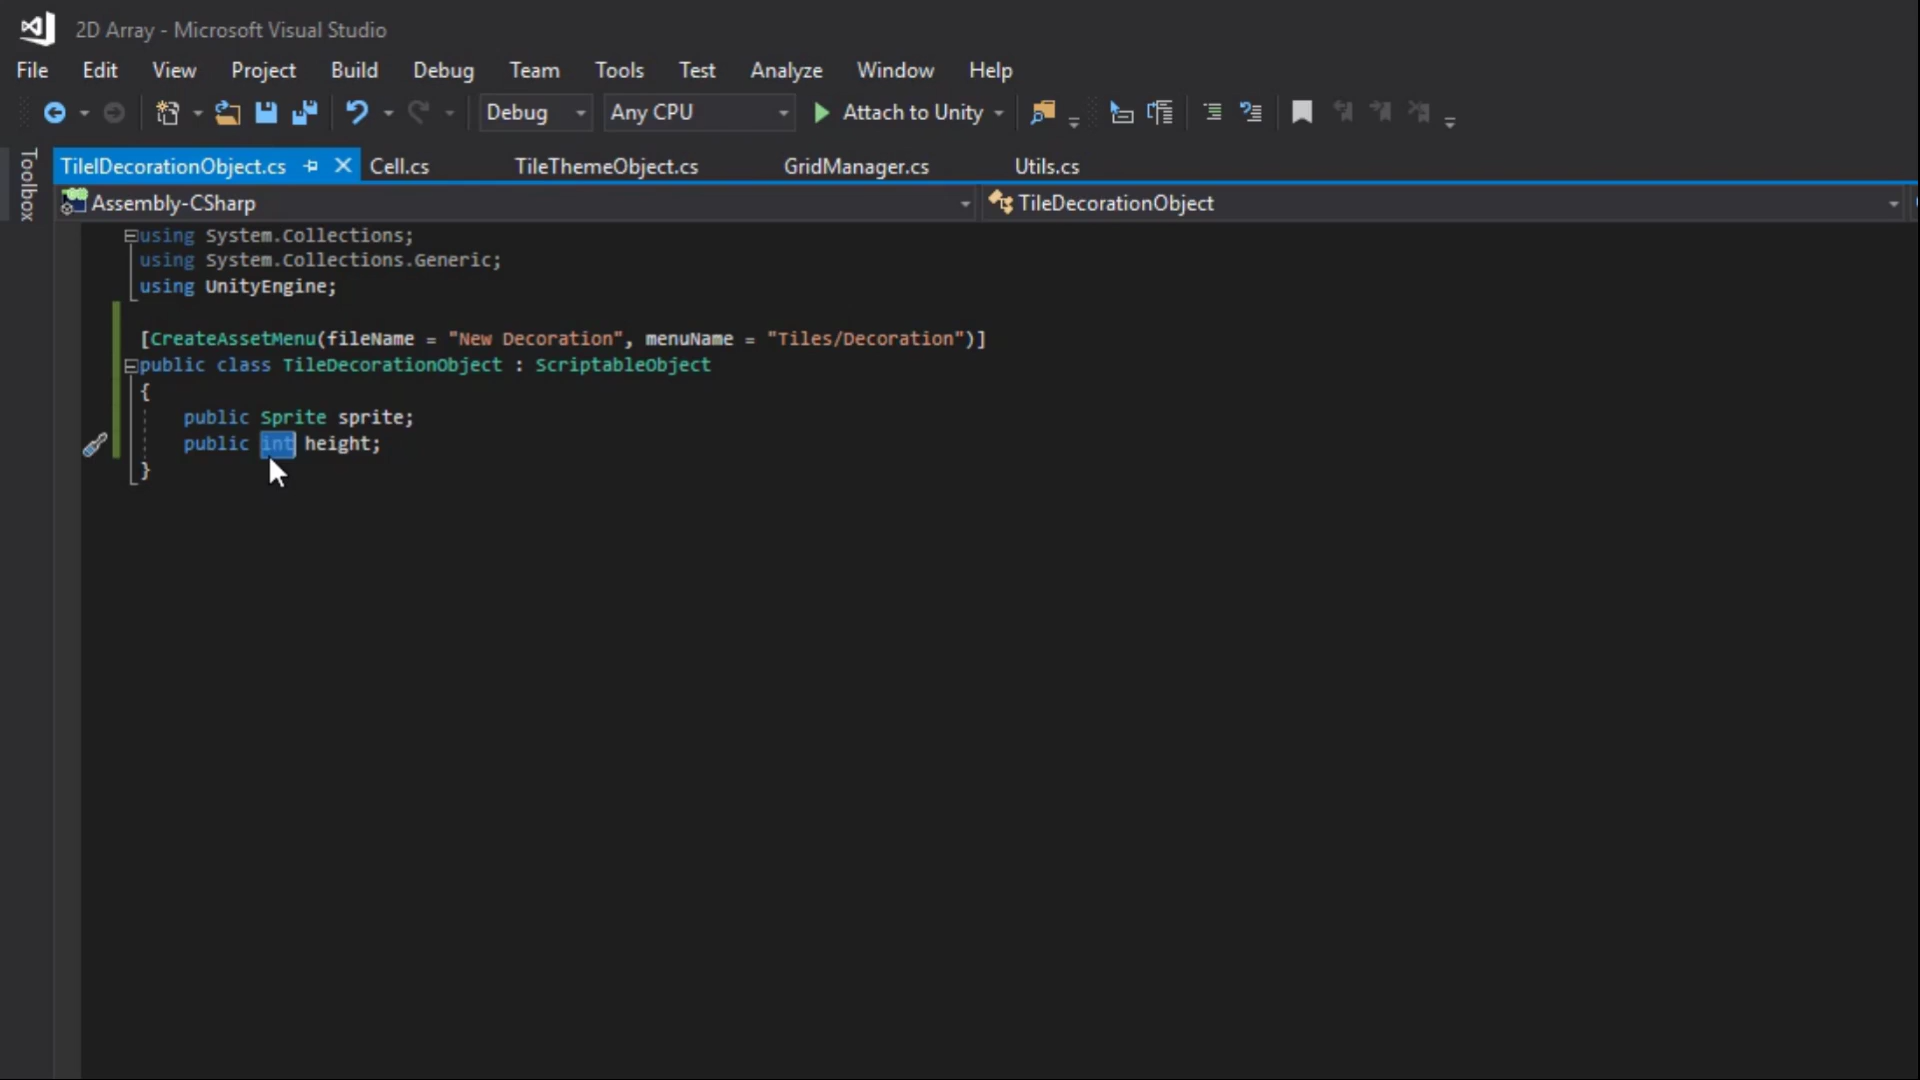 2D Array - Microsoft Visual Studio
File Edit View Project Build Debug Team Tools Test Analyze Window Help
Debug Any CPU Attach to Unity
Toolbox
TilelDecorationObject.cs Cell.cs TileThemeObject.cs GridManager.cs Utils.cs
Assembly-CSharp TileDecorationObject
using System.Collections;
using System.Collections.Generic;
using UnityEngine;
[CreateAssetMenu(fileName = "New Decoration", menuName = "Tiles/Decoration")]
public class TileDecorationObject : ScriptableObject
{
public Sprite sprite;
public int height;
}